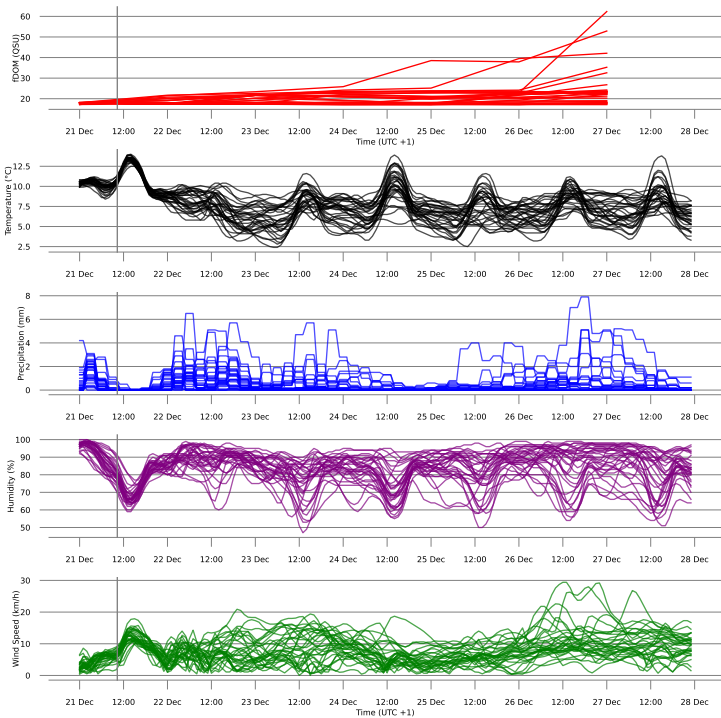 60
50
40
30
20
fDOM (QSU)
21 Dec 12:00 22 Dec 12:00 23 Dec 12:00 24 Dec 12:00 25 Dec 12:00 26 Dec 12:00 27 Dec 12:00 28 Dec
Time (UTC +1)
12.5
10.0
7.5
5.0
2.5
Temperature (°C)
21 Dec 12:00 22 Dec 12:00 23 Dec 12:00 24 Dec 12:00 25 Dec 12:00 26 Dec 12:00 27 Dec 12:00 28 Dec
8
6
4
2
0
Precipitation (mm)
21 Dec 12:00 22 Dec 12:00 23 Dec 12:00 24 Dec 12:00 25 Dec 12:00 26 Dec 12:00 27 Dec 12:00 28 Dec
100
90
80
70
60
50
Humidity (%)
21 Dec 12:00 22 Dec 12:00 23 Dec 12:00 24 Dec 12:00 25 Dec 12:00 26 Dec 12:00 27 Dec 12:00 28 Dec
30
20
10
0
Wind Speed (km/h)
21 Dec 12:00 22 Dec 12:00 23 Dec 12:00 24 Dec 12:00 25 Dec 12:00 26 Dec 12:00 27 Dec 12:00 28 Dec
Time (UTC +1)